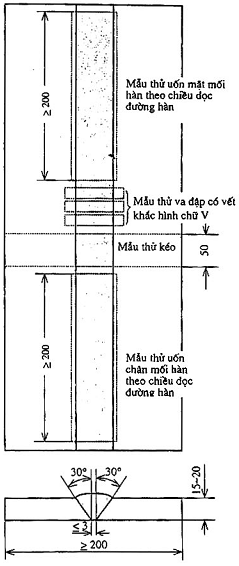 ≥ 200
Mẫu thử uốn mặt mối
hàn theo chiều dọc
đường hàn
Mẫu thử va đập có vết
khắc hình chữ V
Mẫu thử kéo
50
≥ 200
Mẫu thử uốn
chân mối hàn
theo chiều dọc
đường hàn
30° 30°
15~20
≤ 3
≥ 200